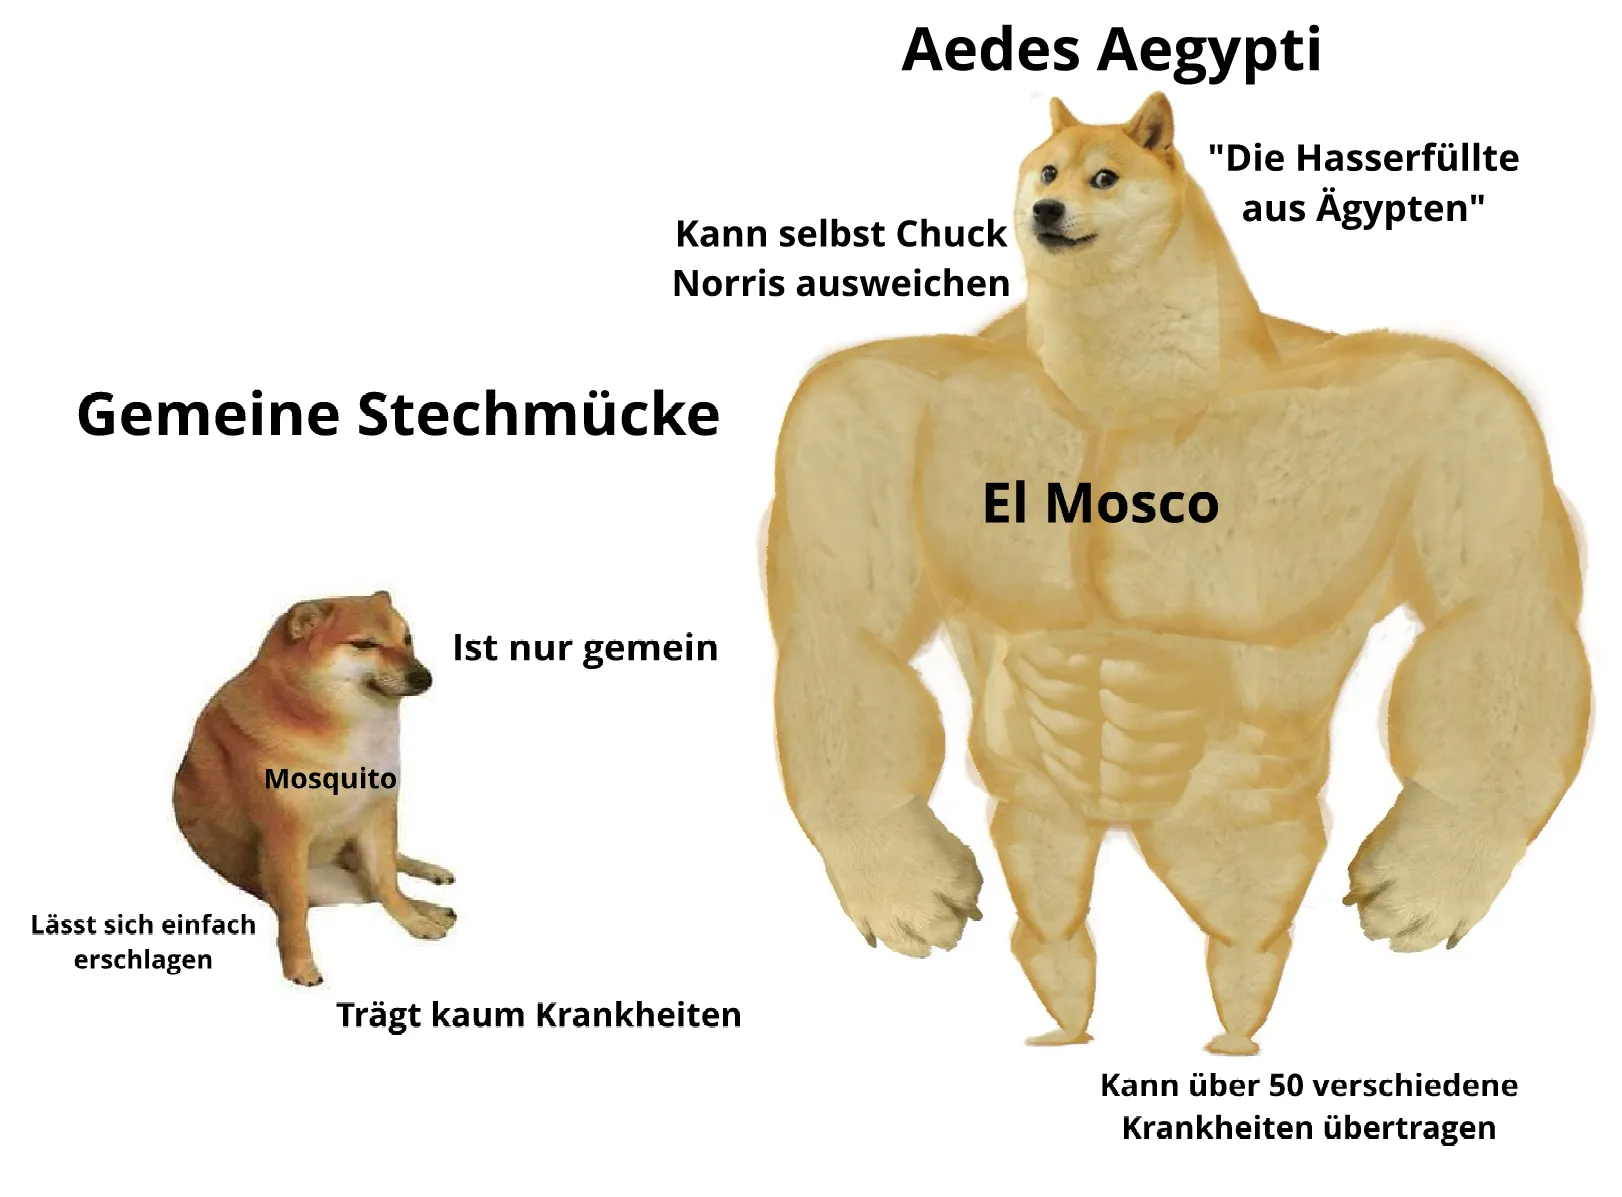 Aedes Aegypti
"Die Hasserfüllte
aus Ägypten"
Kann selbst Chuck
Norris ausweichen
El Mosco
Kann über 50 verschiedene
Krankheiten übertragen
Gemeine Stechmücke
Ist nur gemein
Mosquito
Lässt sich einfach
erschlagen
Trägt kaum Krankheiten